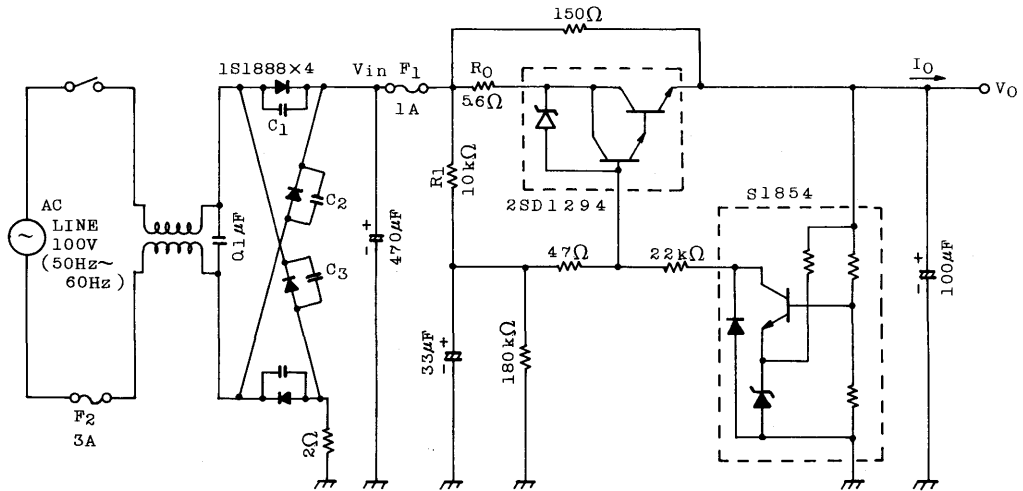 150Ω
1S1888×4
C1
Vin F1
1A
R0
5.6Ω
IO
VO
R1
10kΩ
2SD1294
S1854
AC
LINE
100V
(50Hz~
60Hz)
0.1μF
C2
C3
+
-
470μF
47Ω
22kΩ
+
-
100μF
+
-
33μF
180kΩ
F2
3A
2Ω